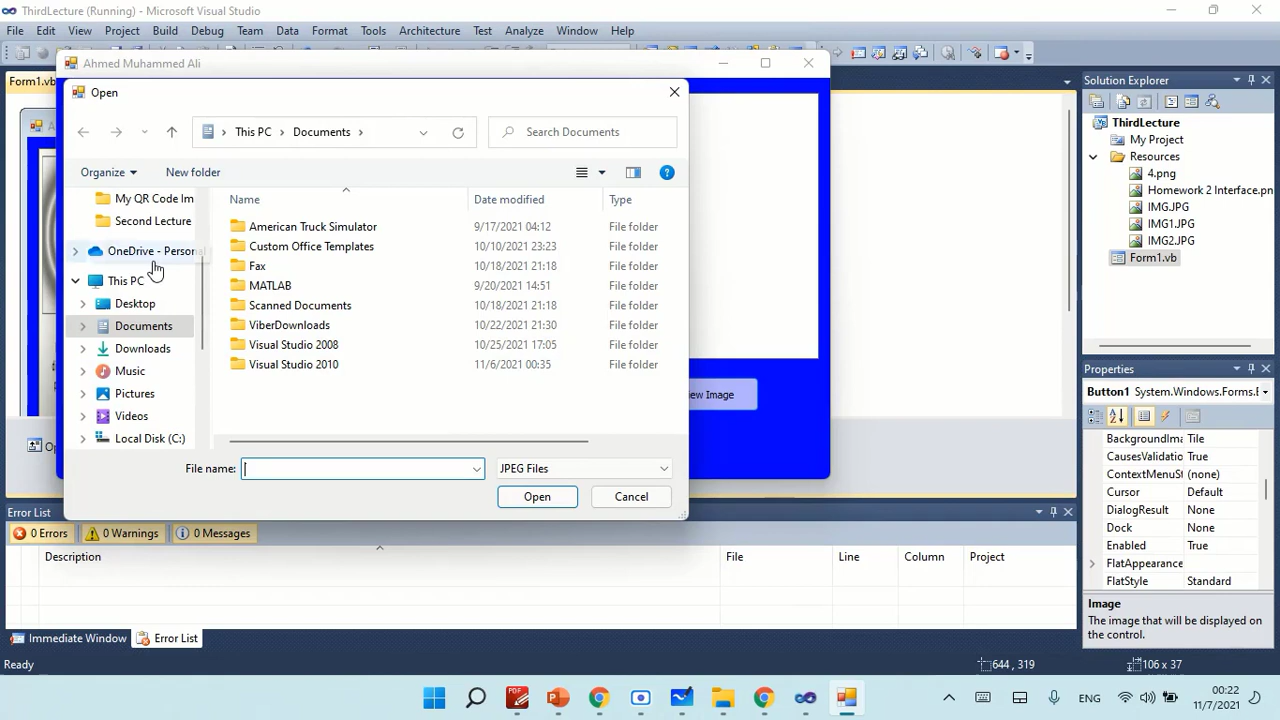 ThirdLecture (Running) - Microsoft Visual Studio
File Edit View Project Build Debug Team Data Format Tools Architecture Test Analyze Window Help
Form1.vb
Ahmed Muhammed Ali
Open
This PC Documents
Search Documents
Organize New folder
Name Date modified Type
My QR Code Im
Second Lecture
OneDrive - Person
This PC
Desktop
Documents
Downloads
Music
Pictures
Videos
Local Disk (C:)
American Truck Simulator 9/17/2021 04:12 File folder
Custom Office Templates 10/10/2021 23:23 File folder
Fax 10/18/2021 21:18 File folder
MATLAB 9/20/2021 14:51 File folder
Scanned Documents 10/18/2021 21:18 File folder
ViberDownloads 10/22/2021 21:30 File folder
Visual Studio 2008 10/25/2021 17:05 File folder
Visual Studio 2010 11/6/2021 00:35 File folder
File name:
JPEG Files
Open Cancel
ew Image
Op
Solution Explorer
ThirdLecture
My Project
Resources
4.png
Homework 2 Interface.pn
IMG.JPG
IMG1.JPG
IMG2.JPG
Form1.vb
Properties
Button1 System.Windows.Forms.E
BackgroundIma Tile
CausesValidatio True
ContextMenuS (none)
Cursor Default
DialogResult None
Dock None
Enabled True
FlatAppearance
FlatStyle Standard
Image
The image that will be displayed on
the control.
Error List
0 Errors 0 Warnings 0 Messages
Description File Line Column Project
Immediate Window Error List
Ready 644 , 319 106 x 37
ENG 00:22
11/7/2021